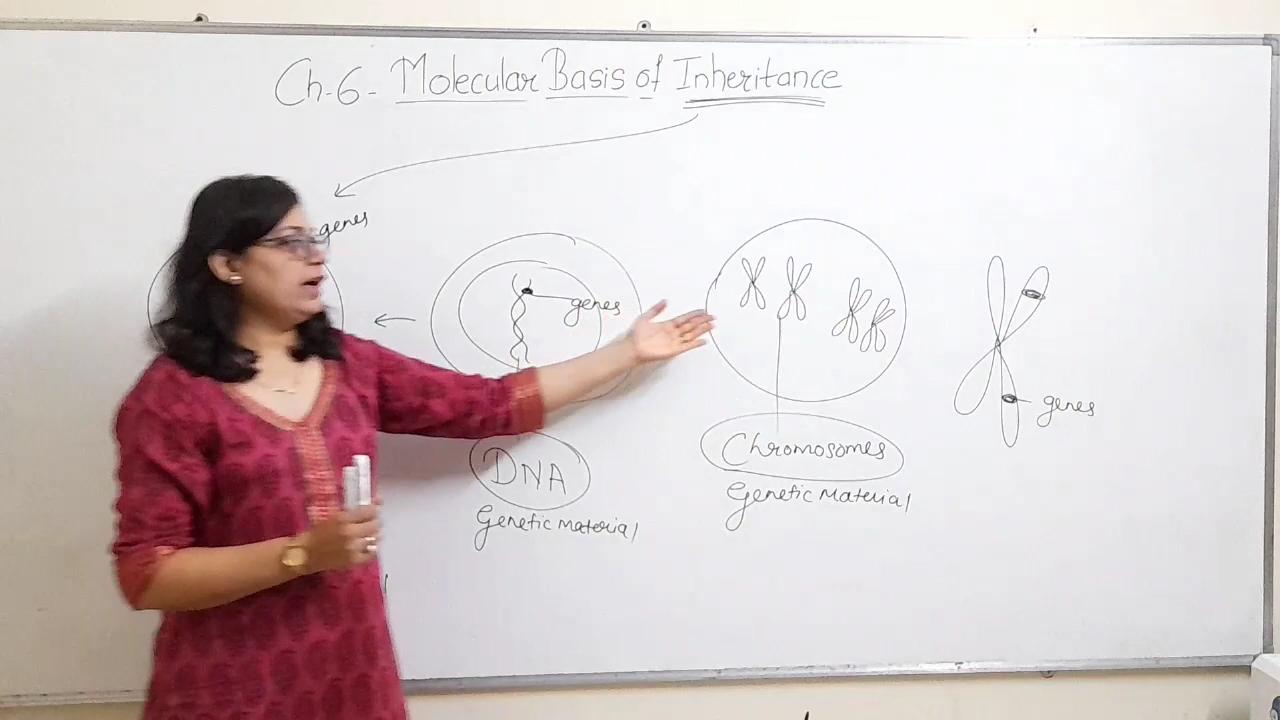 Ch-6- Molecular Basis of Inheritance
genes
genes
genes
DNA
Genetic material
Chromosomes
Genetic Material